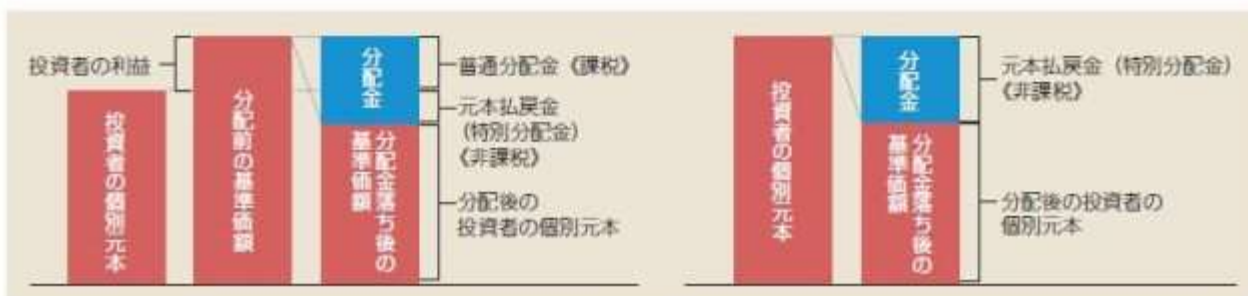 投資者の利益
投資者の個別元本
分配前の基準価額
分配金
分配金落ち後の
基準価額
普通分配金《課税》
元本払戻金
(特別分配金)
《非課税》
分配後の
投資者の個別元本
投資者の個別元本
分配金
分配金落ち後の
基準価額
元本払戻金(特別分配金)
《非課税》
分配後の投資者の
個別元本